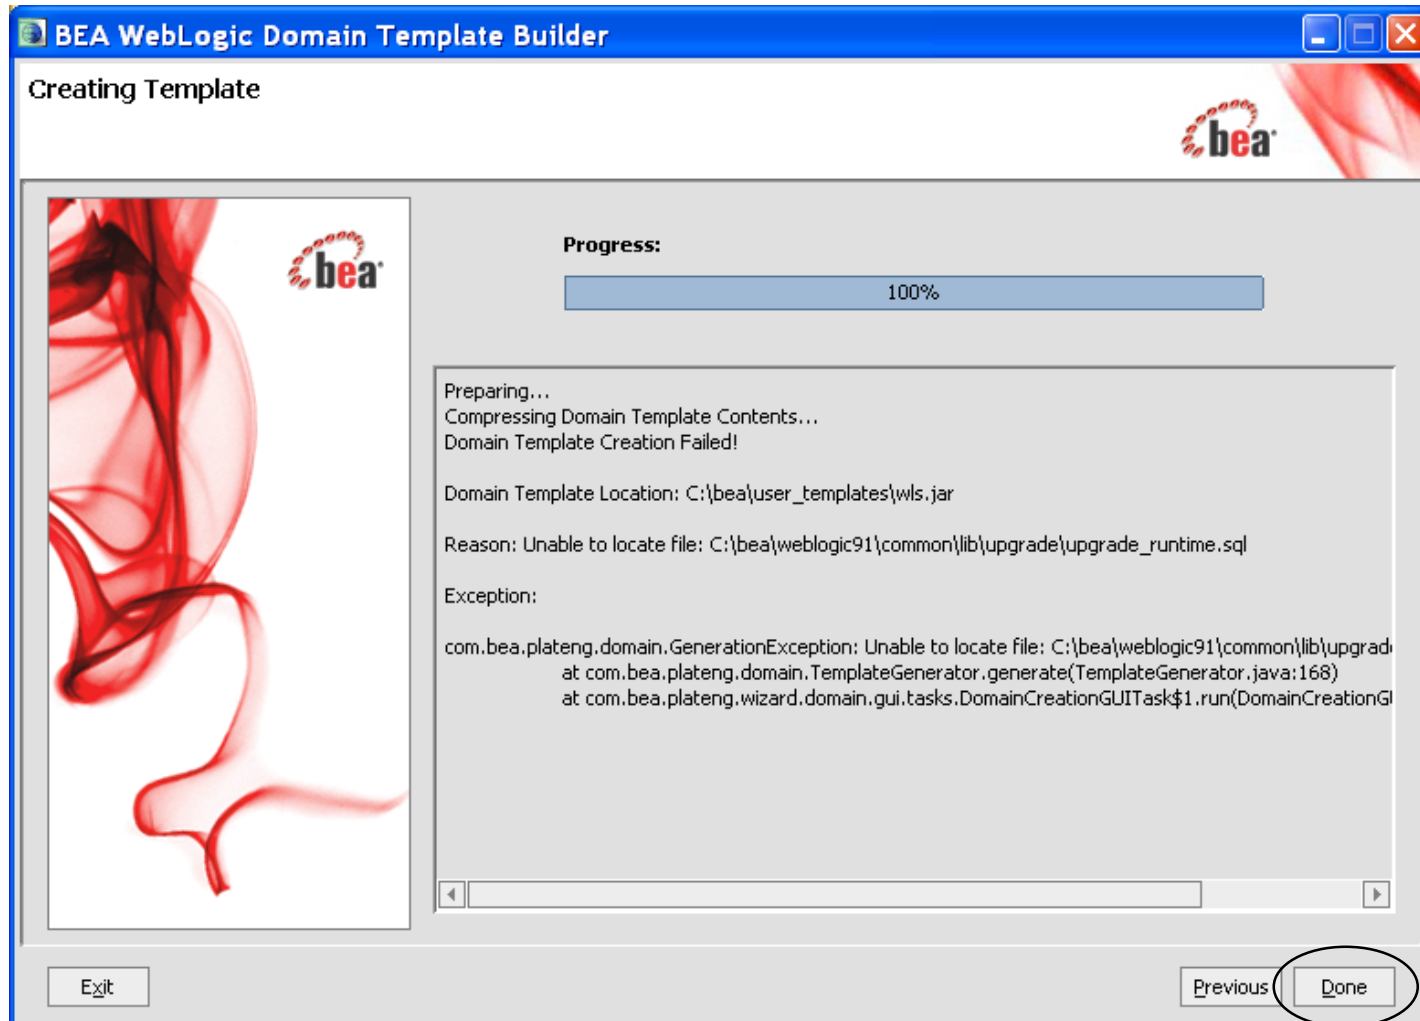 BEA WebLogic Domain Template Builder
Creating Template
bea
bea
Progress:
100%
Preparing...
Compressing Domain Template Contents...
Domain Template Creation Failed!
Domain Template Location: C:\bea\user_templates\wls.jar
Reason: Unable to locate file: C:\bea\weblogic91\common\lib\upgrade\upgrade_runtime.sql
Exception:
com.bea.plateng.domain.GenerationException: Unable to locate file: C:\bea\weblogic91\common\lib\upgrad
at com.bea.plateng.domain.TemplateGenerator.generate(TemplateGenerator.java:168)
at com.bea.plateng.wizard.domain.gui.tasks.DomainCreationGUITask$1.run(DomainCreationG
Exit
Previous
Done